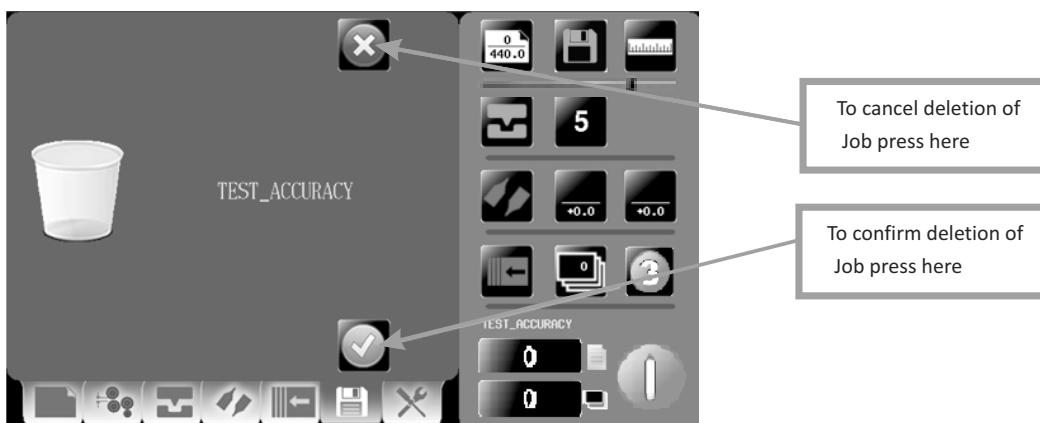 0
440.0
5
To cancel deletion of
Job press here
TEST_ACCURACY
+0.0
+0.0
To confirm deletion of
Job press here
0
3
TEST_ACCURACY
0
0